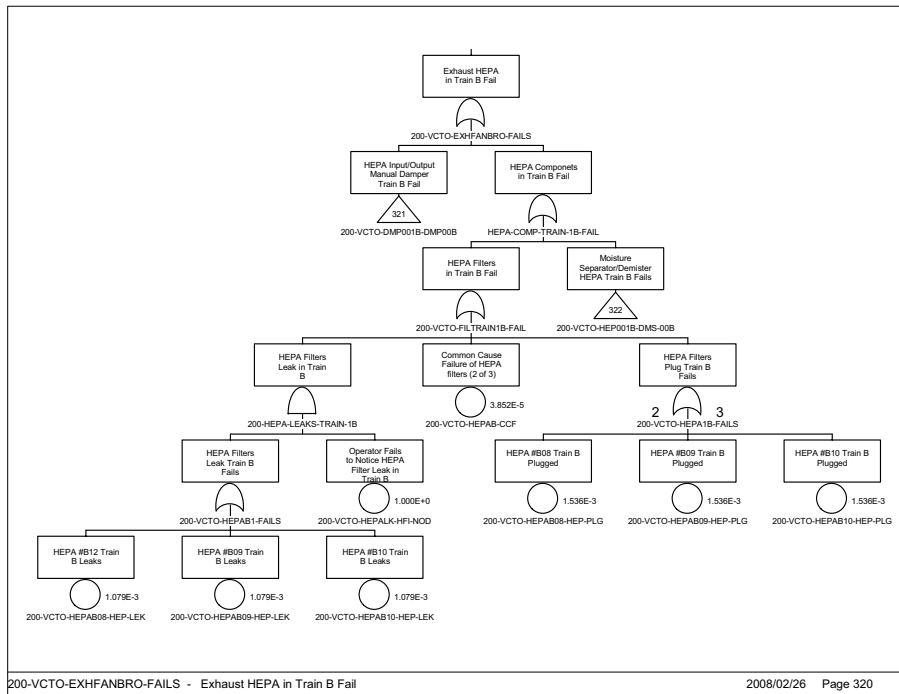 Exhaust HEPA
in Train B Fail
200-VCTO-EXHFANBRO-FAILS
HEPA Input/Output
Manual Damper
Train B Fail
321
200-VCTO-DMP001B-DMP00B
HEPA Componets
in Train B Fail
HEPA-COMP-TRAIN-1B-FAIL
HEPA Filters
in Train B Fail
200-VCTO-FILTRAIN1B-FAIL
Moisture
Separator/Demister
HEPA Train B Fails
322
200-VCTO-HEP001B-DMS-00B
HEPA Filters
Leak in Train
B
200-HEPA-LEAKS-TRAIN-1B
Common Cause
Failure of HEPA
filters (2 of 3)
3.852E-5
200-VCTO-HEPAB-CCF
HEPA Filters
Plug Train B
Fails
2 3
200-VCTO-HEPA1B-FAILS
HEPA Filters
Leak Train B
Fails
200-VCTO-HEPAB1-FAILS
Operator Fails
to Notice HEPA
Filter Leak in
Train B
1.000E+0
200-VCTO-HEPALK-HFI-NOD
HEPA #B08 Train B
Plugged
1.536E-3
200-VCTO-HEPAB08-HEP-PLG
HEPA #B09 Train B
Plugged
1.536E-3
200-VCTO-HEPAB09-HEP-PLG
HEPA #B10 Train B
Plugged
1.536E-3
200-VCTO-HEPAB10-HEP-PLG
HEPA #B12 Train
B Leaks
1.079E-3
200-VCTO-HEPAB08-HEP-LEK
HEPA #B09 Train
B Leaks
1.079E-3
200-VCTO-HEPAB09-HEP-LEK
HEPA #B10 Train
B Leaks
1.079E-3
200-VCTO-HEPAB10-HEP-LEK
200-VCTO-EXHFANBRO-FAILS - Exhaust HEPA in Train B Fail 2008/02/26 Page 320